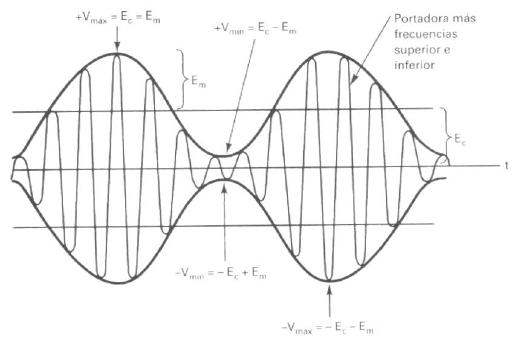 +Vmax = Ec = Em
+Vmin = Ec – Em
Portadora más
frecuencias
superior e
inferior
Em
Ec
t
–Vmin = – Ec + Em
–Vmax = – Ec – Em